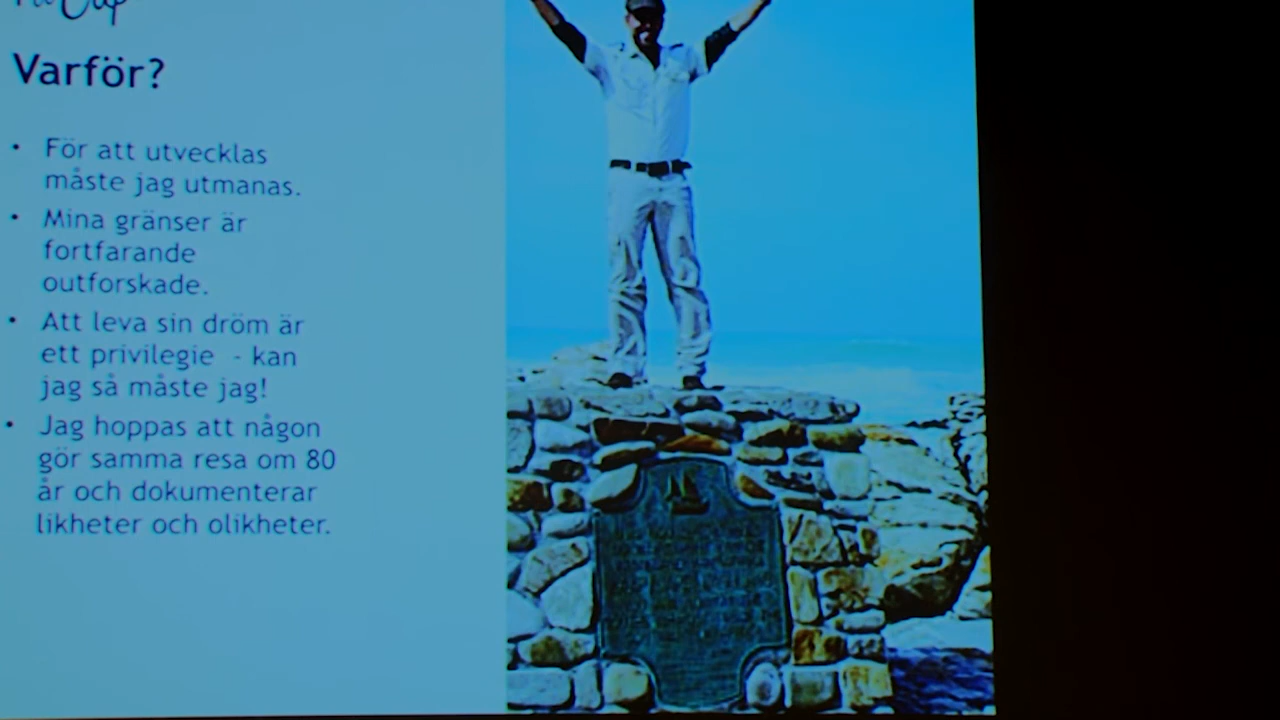 Varför?
• För att utvecklas
måste jag utmanas.
• Mina gränser är
fortfarande
outforskade.
• Att leva sin dröm är
ett privilegie - kan
jag så måste jag!
• Jag hoppas att någon
gör samma resa om 80
år och dokumenterar
likheter och olikheter.